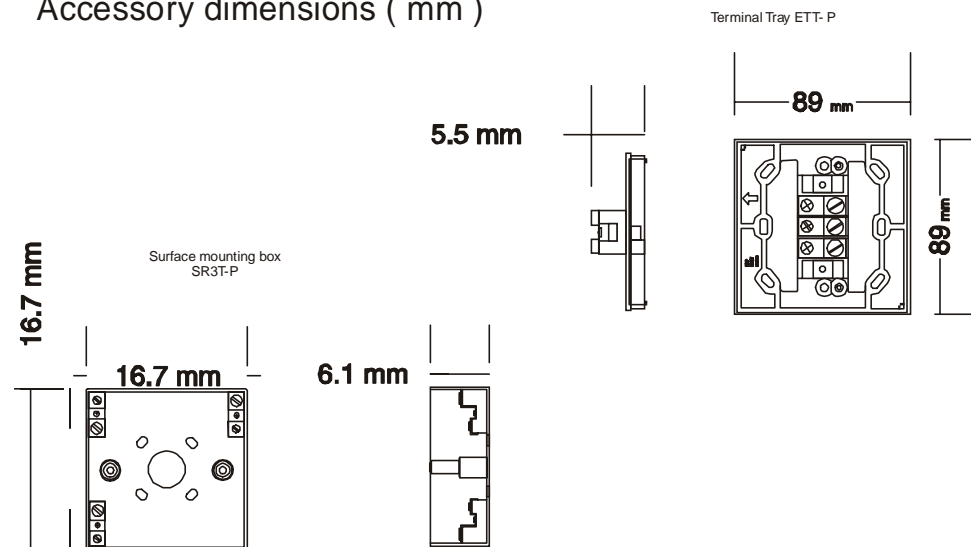 Accessory dimensions ( mm )
Terminal Tray ETT- P
89 mm
5.5 mm
89 mm
Surface mounting box
SR3T-P
16.7 mm
16.7 mm
6.1 mm